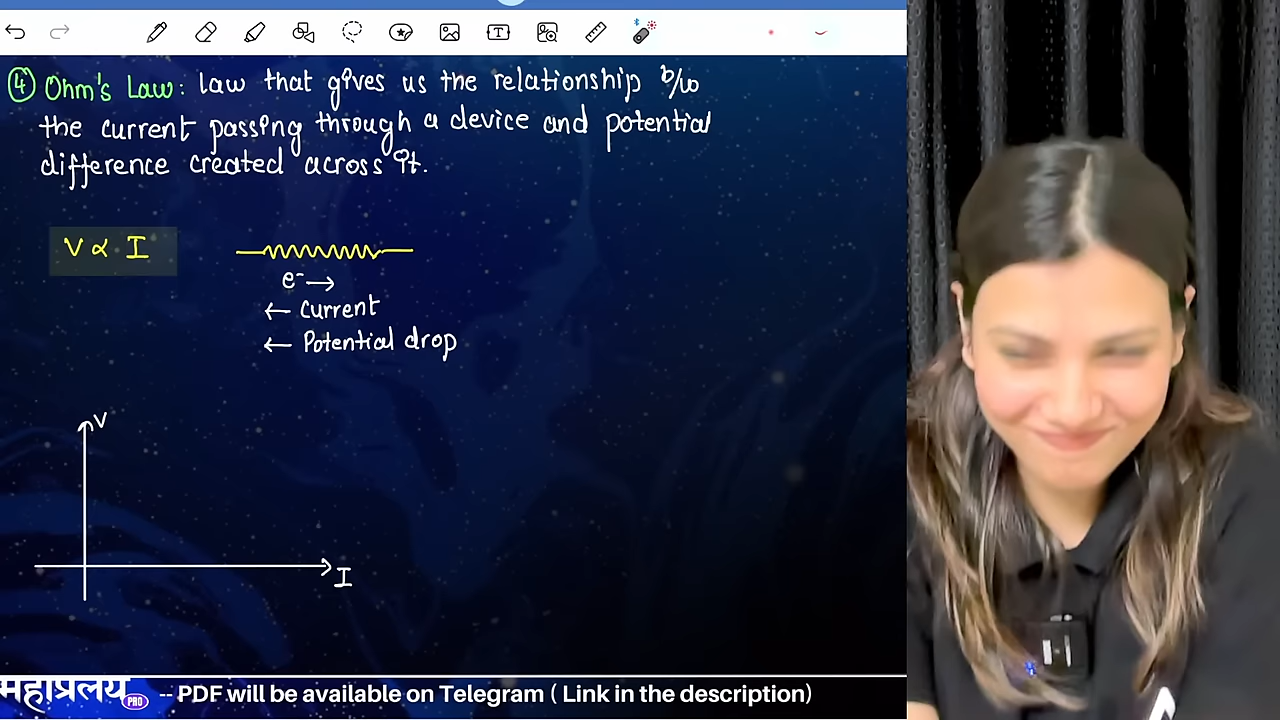 ④ Ohm's Law: law that gives us the relationship b/w
the current passing through a device and potential
difference created across it.
V ∝ I
e⁻ →
← Current
← Potential drop
V
I
महाप्रलय PRO -- PDF will be available on Telegram ( Link in the description)